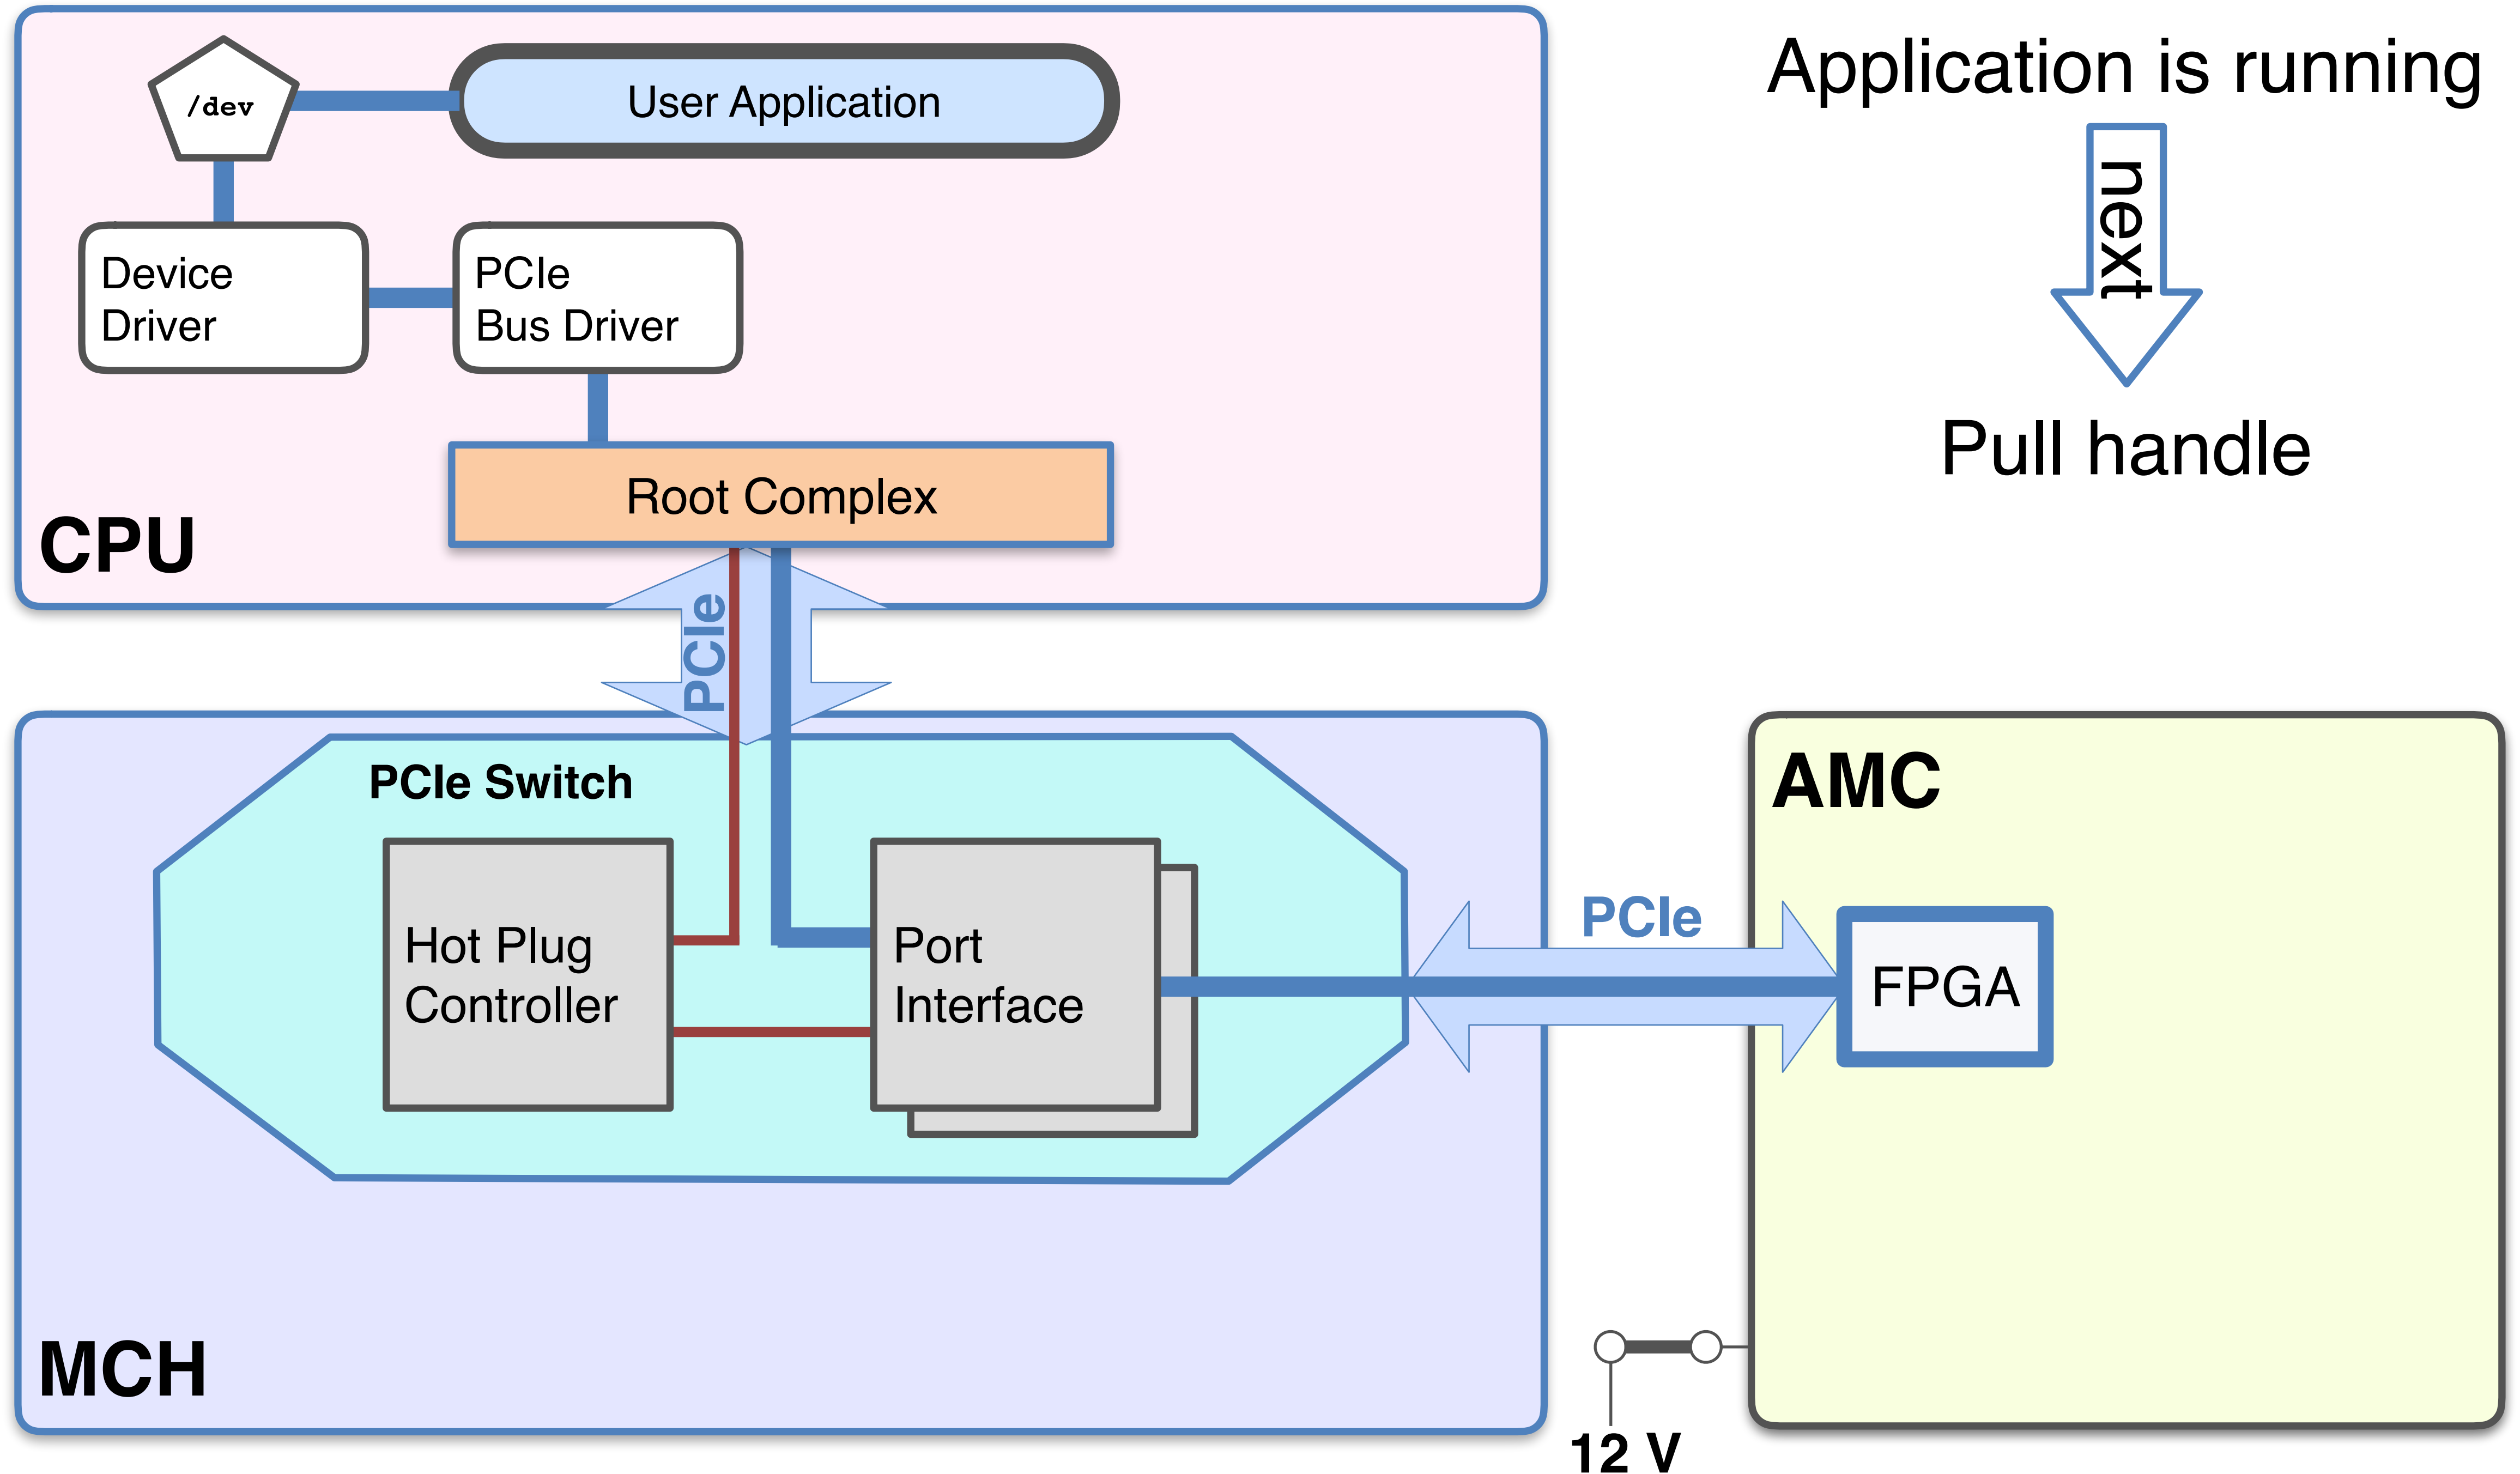 Application is running
next
Pull handle
/dev
User Application
Device
Driver
PCIe
Bus Driver
Root Complex
CPU
PCIe
PCIe Switch
Hot Plug
Controller
Port
Interface
MCH
PCIe
AMC
FPGA
12 V